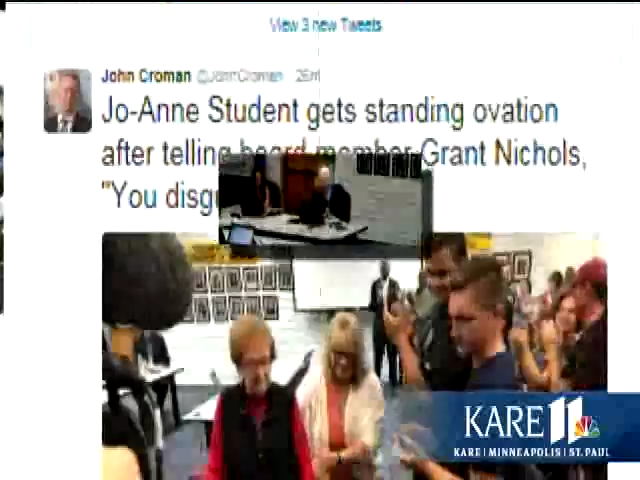 View 3 new Tweets
John Croman @JohnCroman
Jo-Anne Student gets standing ovation
after telling board member Grant Nichols,
"You disg
KARE 11
KARE | MINNEAPOLIS | ST. PAUL